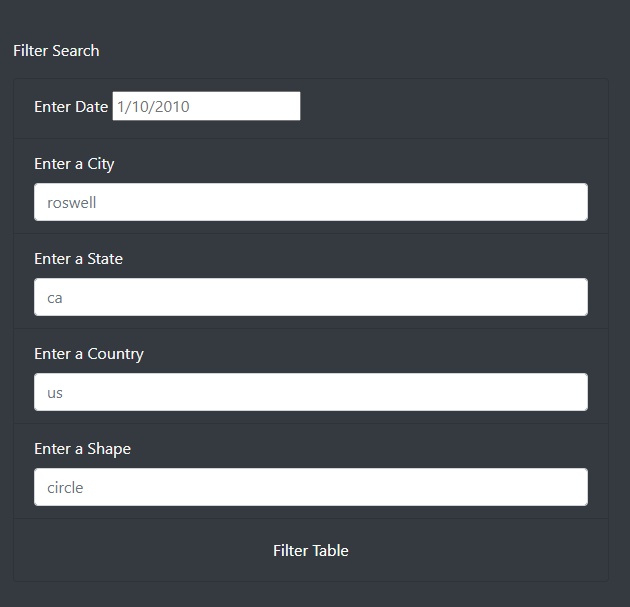 Filter Search
Enter Date 1/10/2010
Enter a City
roswell
Enter a State
ca
Enter a Country
us
Enter a Shape
circle
Filter Table